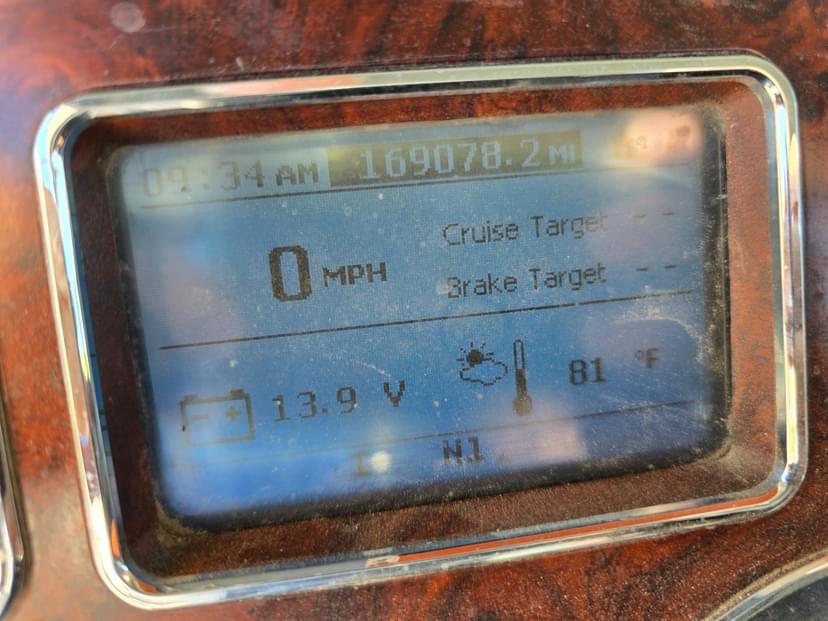 09:34 AM 169078.2 MI
Cruise Target --
0 MPH
Brake Target --
- +
13.9 V 81 °F
N1